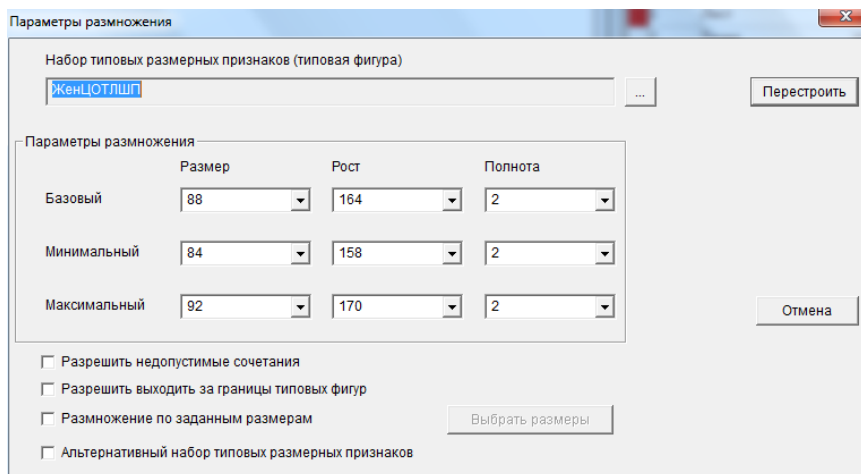 Параметры размножения
Набор типовых размерных признаков (типовая фигура)
ЖенЦОТЛШП
...
Перестроить
Параметры размножения
Размер Рост Полнота
Базовый 88 164 2
Минимальный 84 158 2
Максимальный 92 170 2
Отмена
Разрешить недопустимые сочетания
Разрешить выходить за границы типовых фигур
Размножение по заданным размерам Выбрать размеры
Альтернативный набор типовых размерных признаков